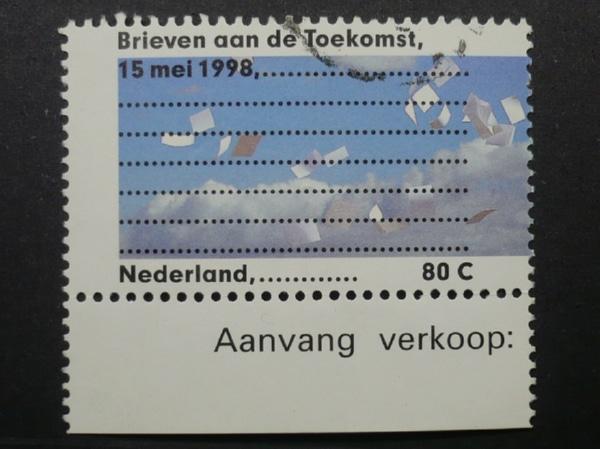 Brieven aan de Toekomst,
15 mei 1998,..............................
Nederland,............ 80 C
Aanvang verkoop: